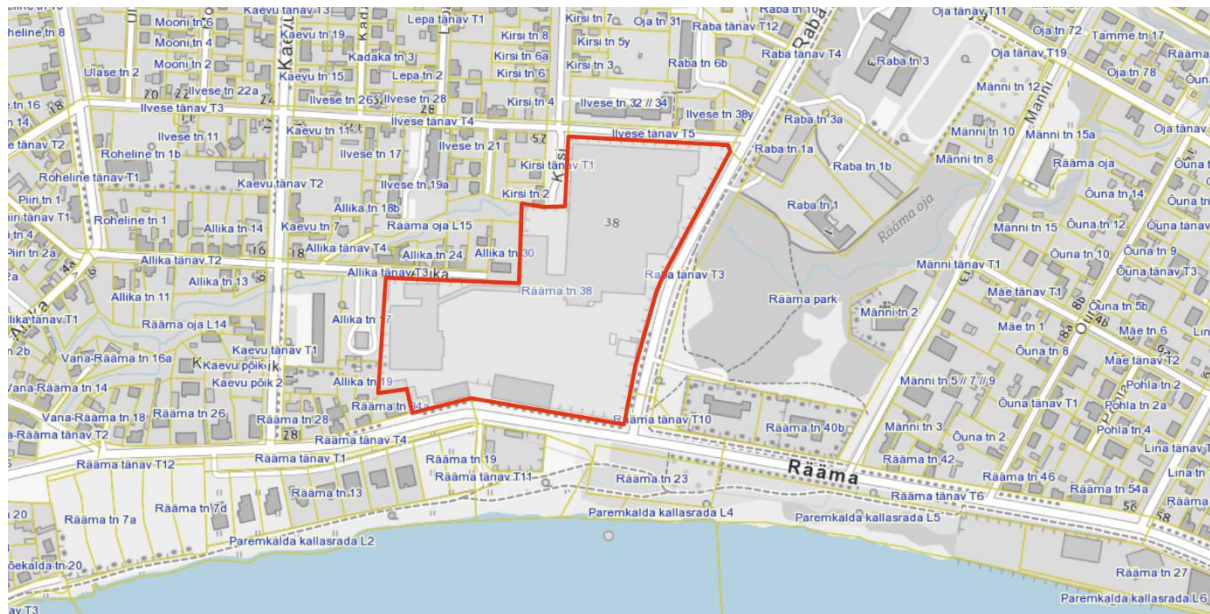 Kaevu tänav T3
Lepa tänav T1
Kirsi tn 7
Oja tn 31
Raba tänav T12
Oja tänav T11
Oja tn 72
Tamme tn 17
Mooni tn 6
Kaevu tn 19
Kirsi tn 8
Kirsi tn 5y
Raba tänav T4
Oja tänav T19
Mooni tn 4
Kadaka tn 3
Kirsi tn 6a
Kirsi tn 3
Raba tn 6b
Raba tn 3
Oja tn 78
Ülase tn 2
Mooni tn 2
Kaevu tn 15
Lepa tn 2
Kirsi tn 6
Männi tn 12
Ilvese tn 22a
Ilvese tn 26
Ilvese tn 28
Kirsi tn 4
Ilvese tn 32 // 34
Ilvese tn 38y
Männi
Ilvese tänav T3
Ilvese tänav T4
Ilvese tänav T5
Raba tn 3a
Männi tn 10
Männi tn 15a
Ilvese tn 11
Kaevu tn 11
Ilvese tn 17
Ilvese tn 21
57
Raba tn 1a
Raba tn 1b
Männi tn 8
Rääma oja
Roheline tn 1b
Kirsi tänav T1
Kirsi
Roheline tänav T1
Kaevu tänav T2
Ilvese tn 19a
Kirsi tn 2
Õuna tn 14
Piiri tn 1
Roheline tn 1
Allika tn 18b
Raba tn 1
Rääma oja
Männi tn 15
Õuna tn 12
Allika tn 14
Kaevu tn 7
Rääma oja L15
38
Allika tänav T4
Allika tn 24
Allika tn 30
Õuna tn 10
Õuna tn 9
Allika tänav T2
16
18
Allika tänav T3
Raba tänav T3
Männi tänav T1
Õuna tänav T3
Allika tn 11
Allika tn 13
Rääma tn 38
Rääma park
Mäe tänav T1
Õuna tn 5b
Allika tn 17
Männi tn 2
Mäe tn 1
Mäe tn 6
Rääma oja L14
Kaevu tänav T1
Õuna tn 8
Mäe tänav T2
Vana-Rääma tn 16a
Kaevu põik
Kaevu põik 2
Allika tn 19
Männi tn 5 // 7 // 9
Pohla tn 2
Vana-Rääma tn 14
Õuna tänav T1
Pohla tn 2a
Vana-Rääma tn 18
Rääma tn 26
Rääma tn 28
Rääma tänav T10
Rääma tn 40b
Männi tn 3
Pohla tn 4
28
Rääma tänav T4
Õuna tn 2
Rääma tänav T12
Rääma tänav T1
Rääma tn 19
Rääma
Rääma tn 42
Rääma tn 46
Rääma tn 54a
Rääma tn 13
Rääma tänav T11
Rääma tn 23
Rääma tänav T6
56
58
Rääma tn 7a
Rääma tn 7d
Paremkalda kallasrada L4
Paremkalda kallasrada L5
Paremkalda kallasrada L2
Rääma tn 27
Paremkalda kallasrada L6